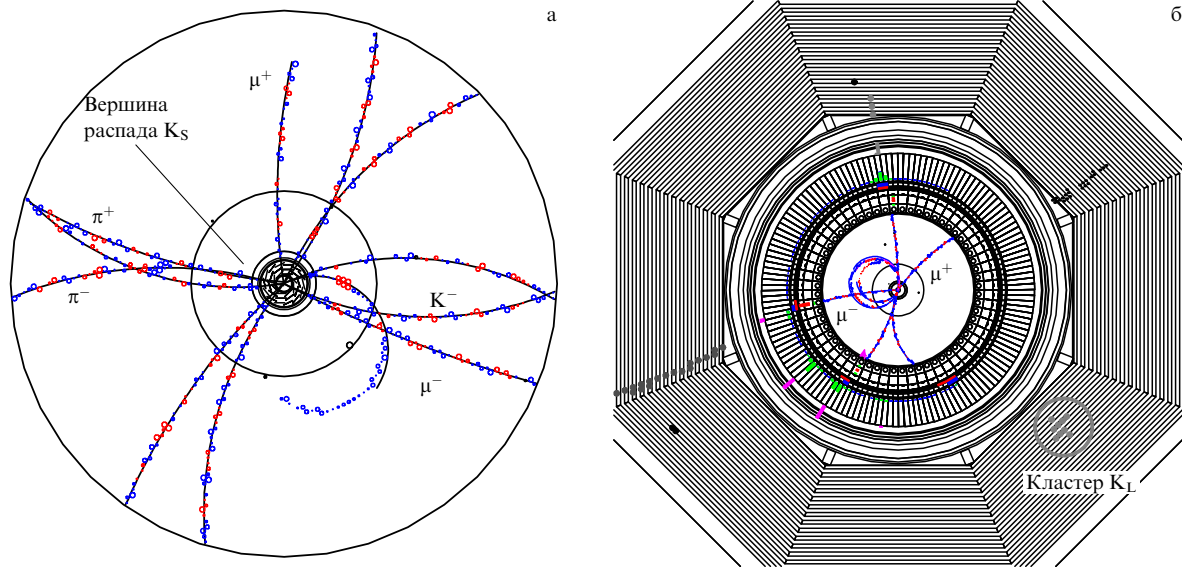 а
μ⁺
Вершина
распада K_S
π⁺
π⁻
K⁻
μ⁻
б
μ⁺
μ⁻
Кластер K_L